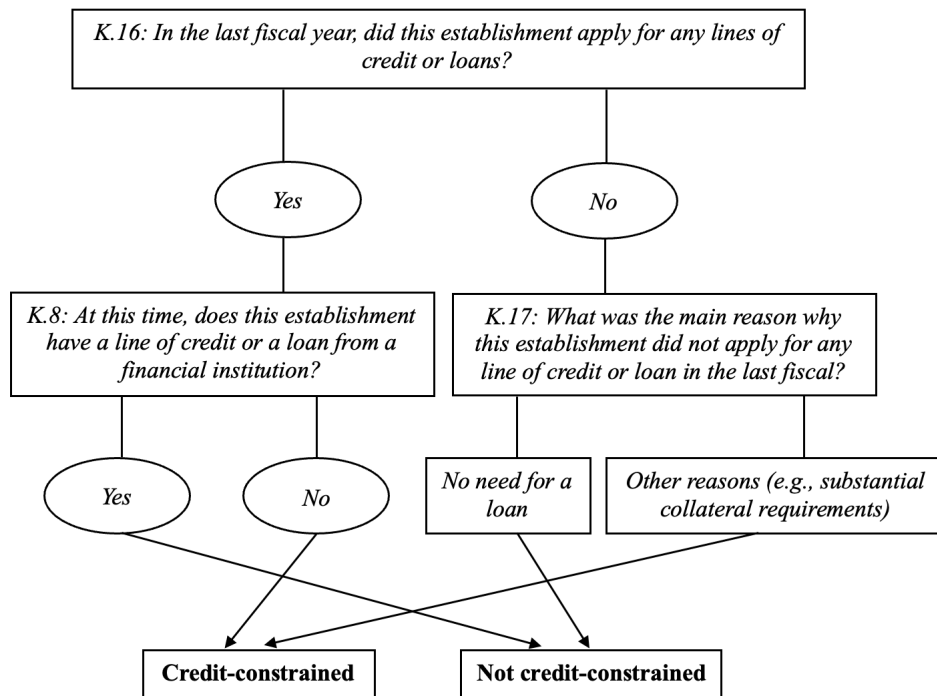 K.16: In the last fiscal year, did this establishment apply for any lines of
credit or loans?
Yes
No
K.8: At this time, does this establishment
have a line of credit or a loan from a
financial institution?
K.17: What was the main reason why
this establishment did not apply for any
line of credit or loan in the last fiscal?
Yes
No
No need for a
loan
Other reasons (e.g., substantial
collateral requirements)
Credit-constrained
Not credit-constrained